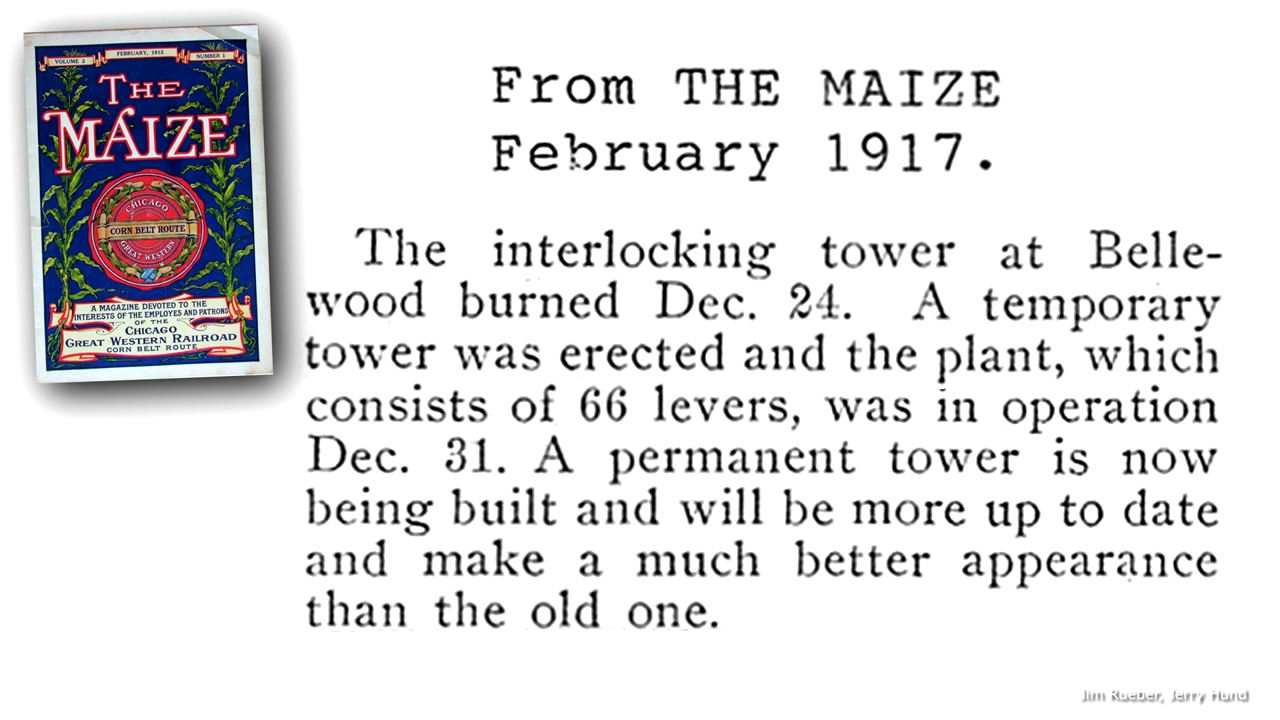 VOLUME 2
FEBRUARY, 1913
NUMBER 1
THE
MAIZE
CHICAGO
CORN BELT ROUTE
GREAT WESTERN
A MAGAZINE DEVOTED TO THE
INTERESTS OF THE EMPLOYES AND PATRONS
OF THE
CHICAGO
GREAT WESTERN RAILROAD
CORN BELT ROUTE
From THE MAIZE
February 1917.
The interlocking tower at Belle-
wood burned Dec. 24. A temporary
tower was erected and the plant, which
consists of 66 levers, was in operation
Dec. 31. A permanent tower is now
being built and will be more up to date
and make a much better appearance
than the old one.
Jim Rueber, Jerry Hund